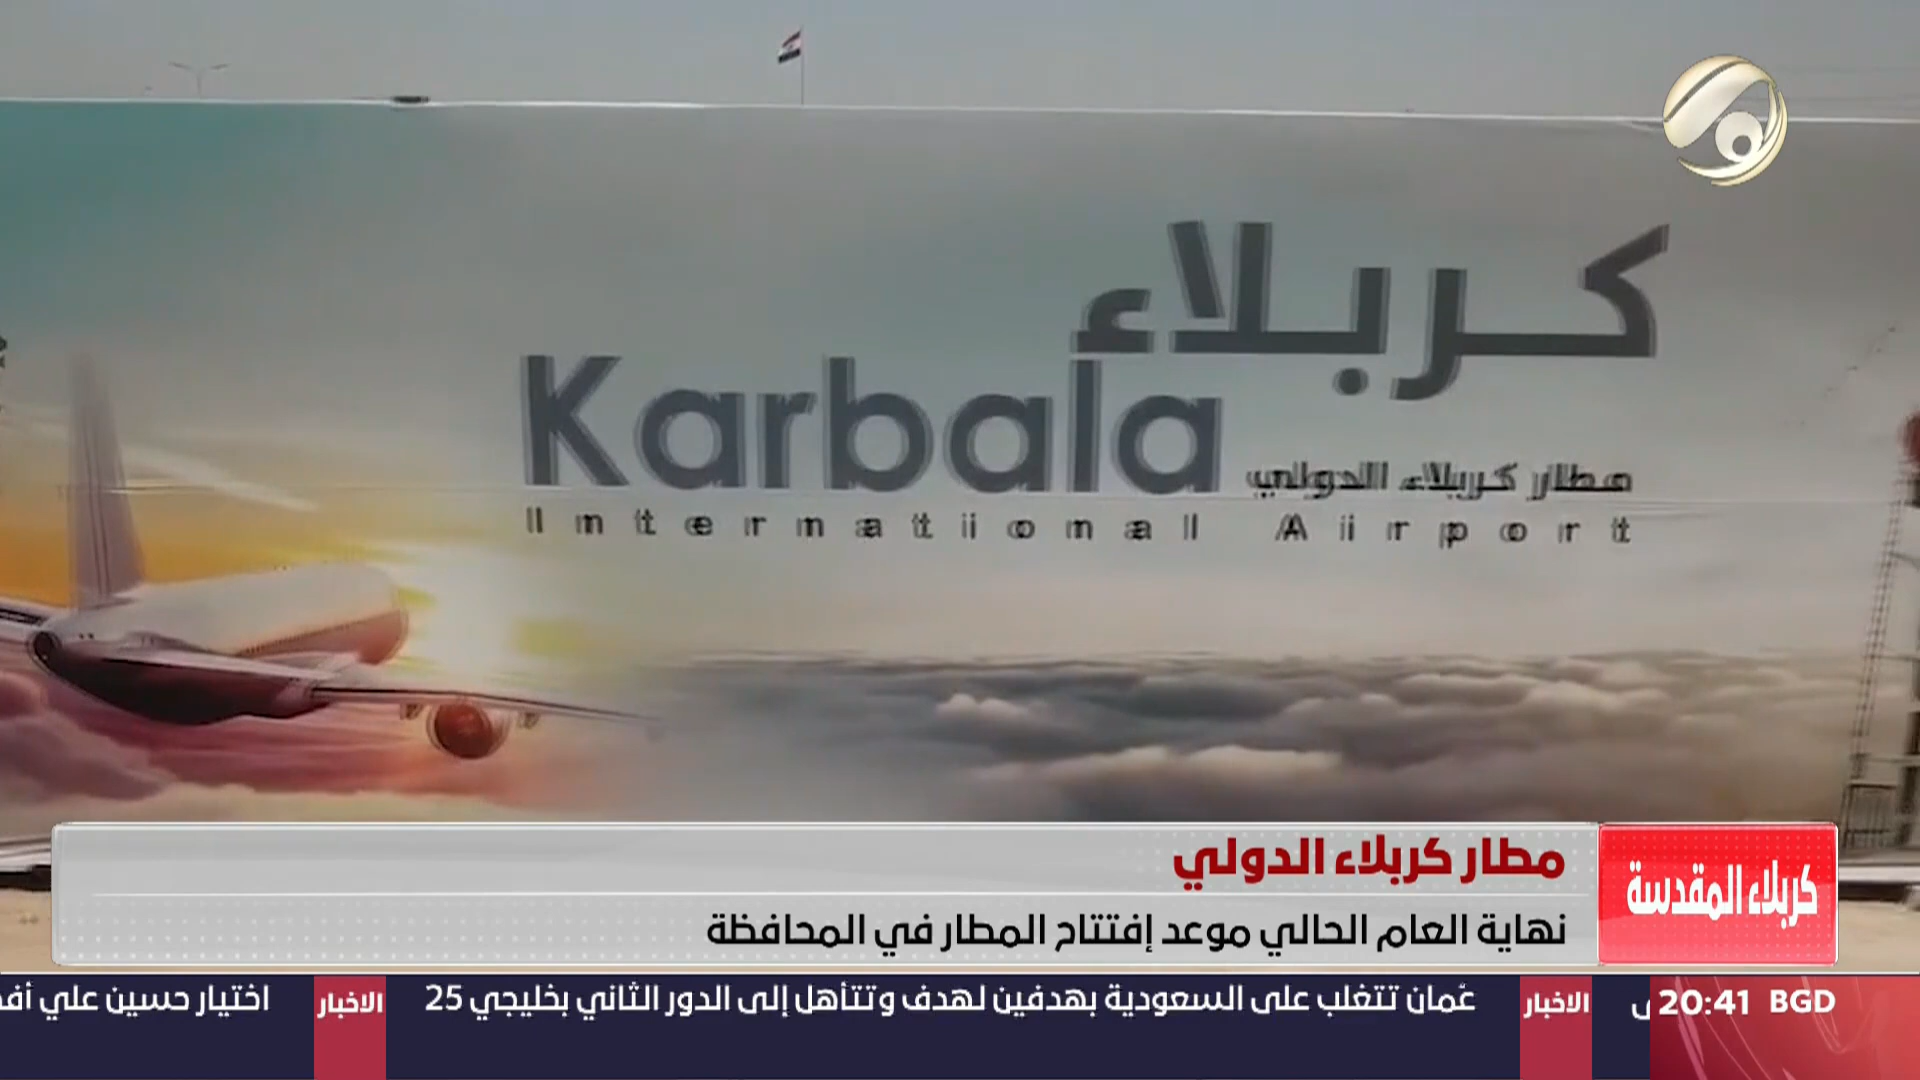 كربلاء
Karbala
مطار كربلاء الدولي
International Airport
مطار كربلاء الدولي
كربلاء المقدسة
نهاية العام الحالي موعد إفتتاح المطار في المحافظة
20:41 BGD
الاخبار
عُمان تتغلب على السعودية بهدفين لهدف وتتأهل إلى الدور الثاني بخليجي 25
الاخبار
اختيار حسين علي